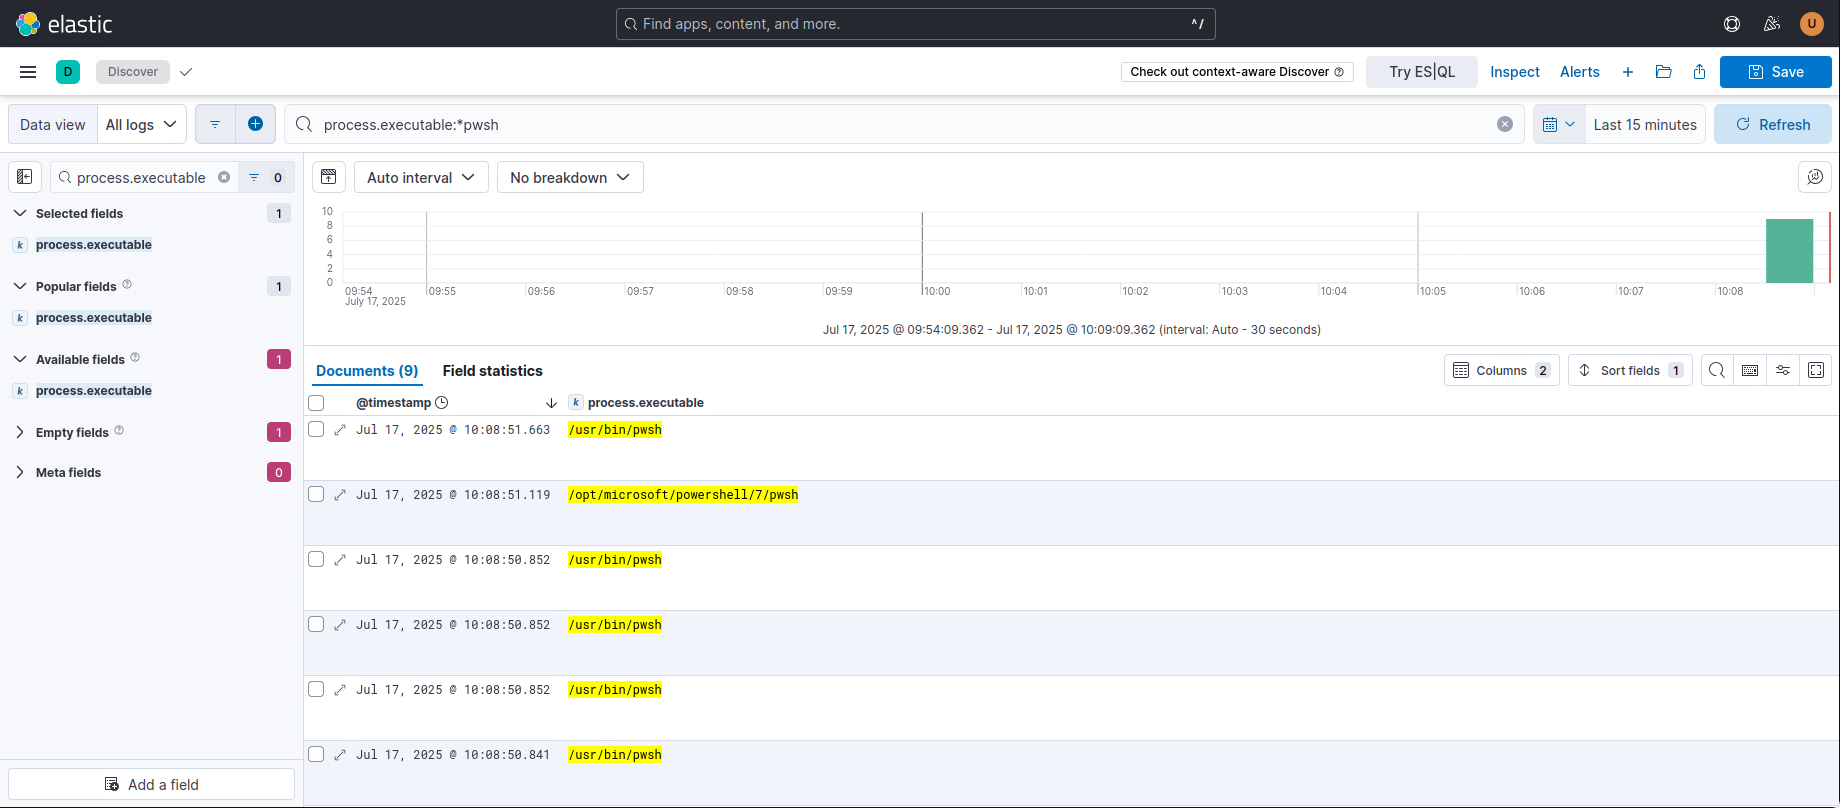 elastic
Find apps, content, and more.
^/
U
D
Discover
Check out context-aware Discover
Try ES|QL
Inspect
Alerts
Save
Data view
All logs
process.executable:*pwsh
Last 15 minutes
Refresh
process.executable
0
Auto interval
No breakdown
Selected fields
1
k process.executable
Popular fields
1
k process.executable
Available fields
1
k process.executable
Empty fields
1
Meta fields
0
Add a field
10
8
6
4
2
0
09:54 09:55 09:56 09:57 09:58 09:59 10:00 10:01 10:02 10:03 10:04 10:05 10:06 10:07 10:08
July 17, 2025
Jul 17, 2025 @ 09:54:09.362 - Jul 17, 2025 @ 10:09:09.362 (interval: Auto - 30 seconds)
Documents (9)
Field statistics
Columns 2
Sort fields 1
@timestamp
k process.executable
Jul 17, 2025 @ 10:08:51.663 /usr/bin/pwsh
Jul 17, 2025 @ 10:08:51.119 /opt/microsoft/powershell/7/pwsh
Jul 17, 2025 @ 10:08:50.852 /usr/bin/pwsh
Jul 17, 2025 @ 10:08:50.852 /usr/bin/pwsh
Jul 17, 2025 @ 10:08:50.852 /usr/bin/pwsh
Jul 17, 2025 @ 10:08:50.841 /usr/bin/pwsh